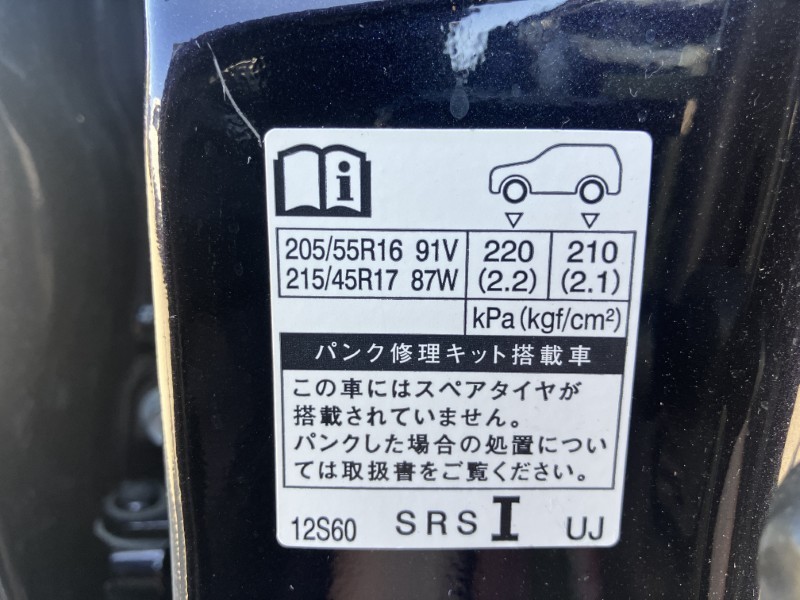 i
205/55R16 91V 220 210
215/45R17 87W (2.2) (2.1)
kPa(kgf/cm²)
パンク修理キット搭載車
この車にはスペアタイヤが
搭載されていません。
パンクした場合の処置につい
ては取扱書をご覧ください。
12S60 SRS I UJ